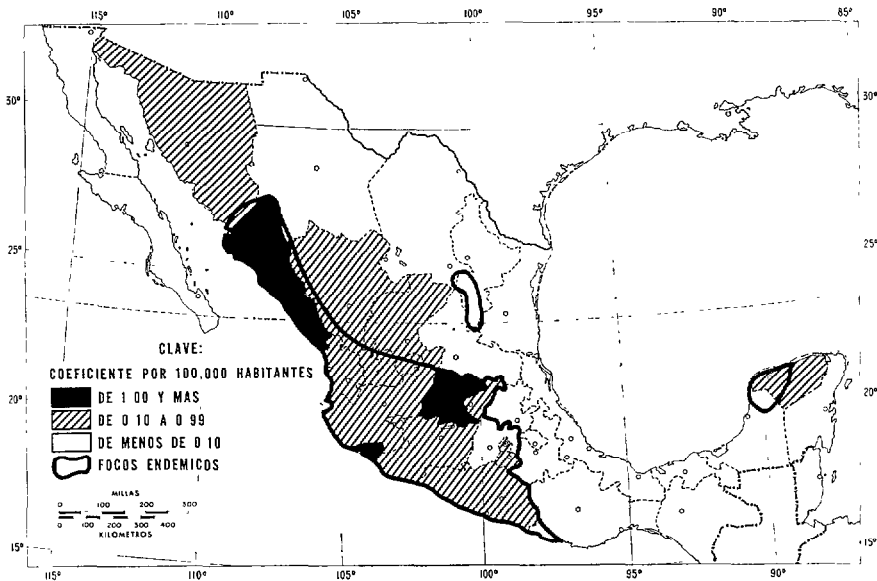 115° 110° 105° 100° 95° 90° 85°
30° 30°
25° 25°
20° 20°
15° 15°
CLAVE:
COEFICIENTE POR 100,000 HABITANTES
DE 1 00 Y MAS
DE 0 10 A 0 99
DE MENOS DE 0 10
FOCOS ENDEMICOS
MILLAS
0 100 200 300
0 100 200 300 400
KILOMETROS
115° 110° 105° 100° 95° 90°